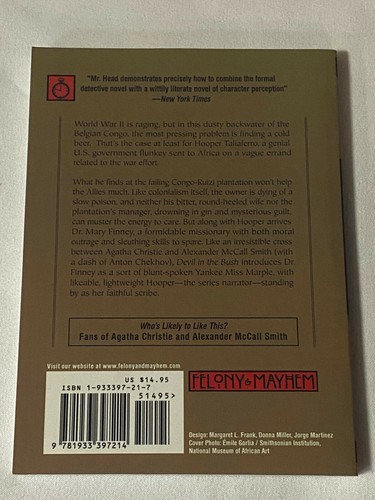 "Mr. Head demonstrates precisely how to combine the formal
detective novel with a wittily literate novel of character perception"
—New York Times
World War II is raging, but in this dusty backwater of the
Belgian Congo, the most pressing problem is finding a cold
beer. That's the case at least for Hooper Taliaferro, a genial
U.S. government flunkey sent to Africa on a vague errand
related to the war effort.
What he finds at the failing Congo-Ruizi plantation won't help
the Allies much. Like colonialism itself, the owner is dying of
a slow poison, and neither his bitter, round-heeled wife nor the
plantation's manager, drowning in gin and mysterious guilt,
can muster the energy to care. But along with Hooper arrives
Dr. Mary Finney, a formidable missionary with both moral
outrage and sleuthing skills to spare. Like an irresistible cross
between Agatha Christie and Alexander McCall Smith (with
a dash of Anton Chekhov), Devil in the Bush introduces Dr.
Finney as a sort of blunt-spoken Yankee Miss Marple, with
likeable, lightweight Hooper—the series narrator—standing
by as her faithful scribe.
Who's Likely to Like This?
Fans of Agatha Christie and Alexander McCall Smith
Visit our website at www.felonyandmayhem.com
US $14.95
ISBN 1-933397-21-7
51495>
9 781933 397214
FELONY & MAYHEM
Design: Margaret L. Frank, Donna Miller, Jorge Martinez
Cover Photo: Émile Gorlia / Smithsonian Institution,
National Museum of African Art